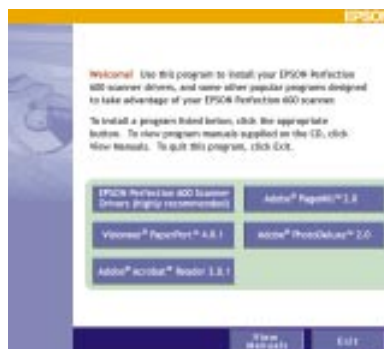 EPSON
Welcome! Use this program to install your EPSON Perfection
600 scanner drivers, and some other popular programs designed
to take advantage of your EPSON Perfection 600 scanner.
To install a program listed below, click the appropriate
button. To view program manuals supplied on the CD, click
View Manuals. To quit this program, click Exit.
EPSON Perfection 600 Scanner
Drivers (highly recommended)
Adobe® PageMill™ 2.0
Visioneer® PaperPort™ 4.0.1
Adobe® PhotoDeluxe™ 2.0
Adobe® Acrobat® Reader 3.0.1
View
Manuals
Exit